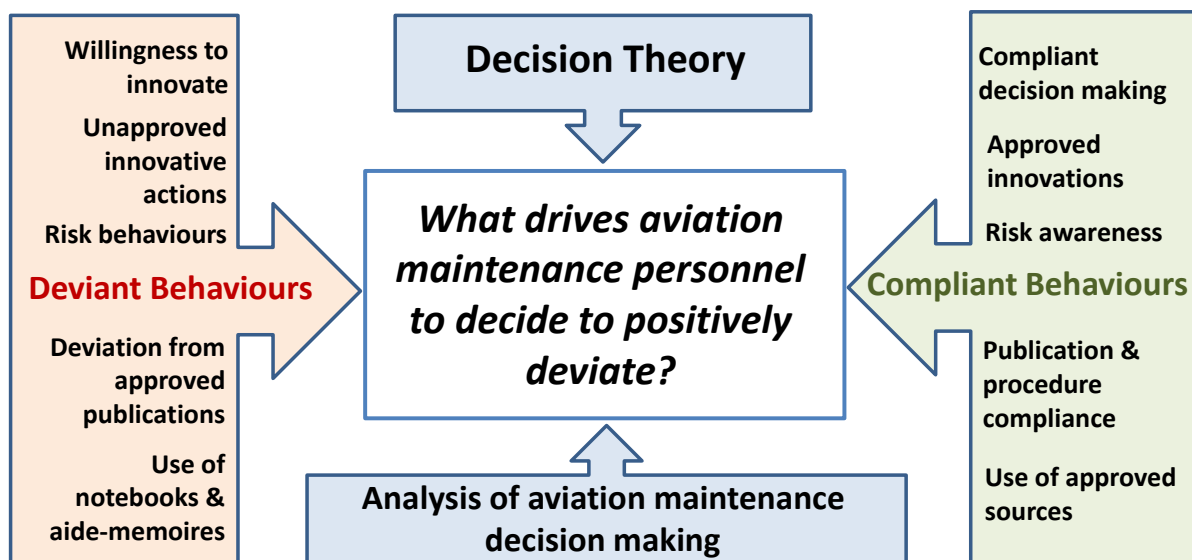 Willingness to
innovate
Unapproved
innovative
actions
Risk behaviours
Deviant Behaviours
Deviation from
approved
publications
Use of
notebooks &
aide-memoires
Decision Theory
What drives aviation
maintenance personnel
to decide to positively
deviate?
Analysis of aviation maintenance
decision making
Compliant
decision making
Approved
innovations
Risk awareness
Compliant Behaviours
Publication &
procedure
compliance
Use of approved
sources